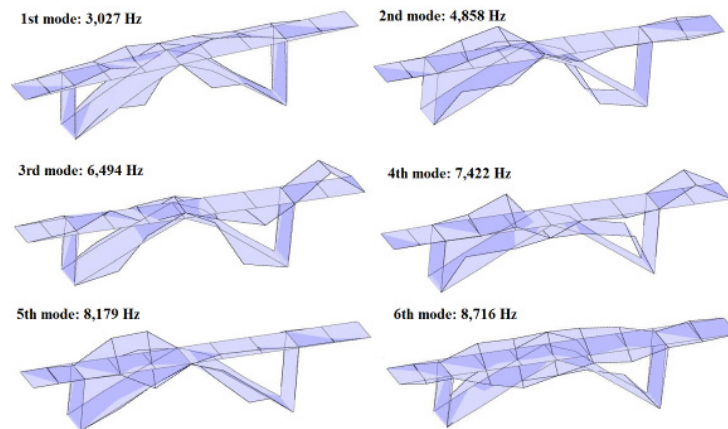 1st mode: 3,027 Hz
2nd mode: 4,858 Hz
3rd mode: 6,494 Hz
4th mode: 7,422 Hz
5th mode: 8,179 Hz
6th mode: 8,716 Hz